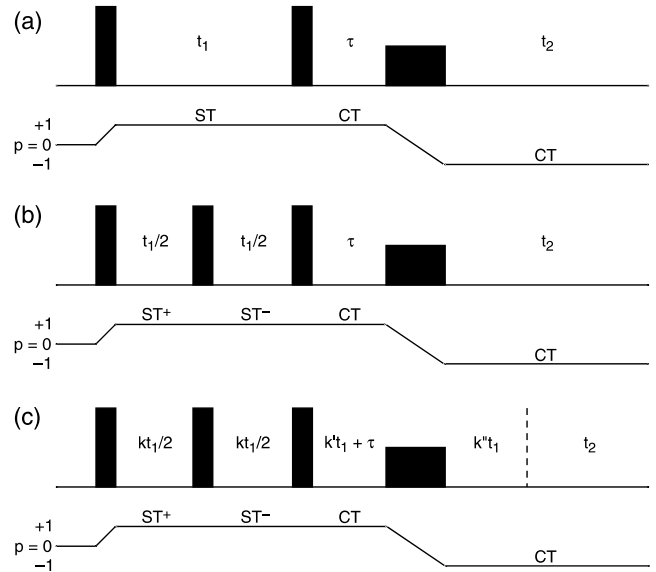 (a)
t₁ τ t₂
ST CT
+1
p = 0
−1
CT
(b)
t₁/2 t₁/2 τ t₂
ST⁺ ST⁻ CT
+1
p = 0
−1
CT
(c)
kt₁/2 kt₁/2 k't₁ + τ k"t₁ t₂
ST⁺ ST⁻ CT
+1
p = 0
−1
CT